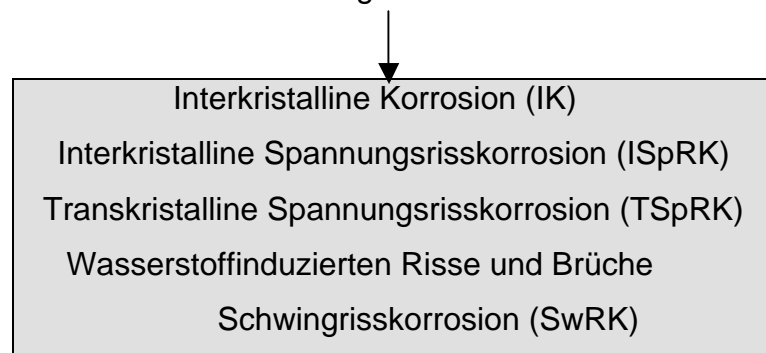 Interkristalline Korrosion (IK)
Interkristalline Spannungsrisskorrosion (ISpRK)
Transkristalline Spannungsrisskorrosion (TSpRK)
Wasserstoffinduzierten Risse und Brüche
Schwingrisskorrosion (SwRK)